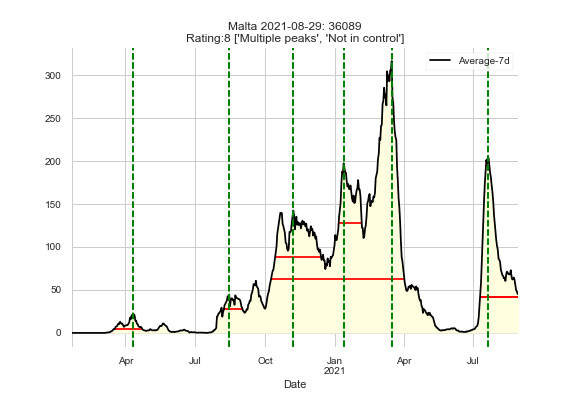 Malta 2021-08-29: 36089
Rating:8 ['Multiple peaks', 'Not in control']
Average-7d
300
250
200
150
100
50
0
Apr
Jul
Oct
Jan
2021
Apr
Jul
Date